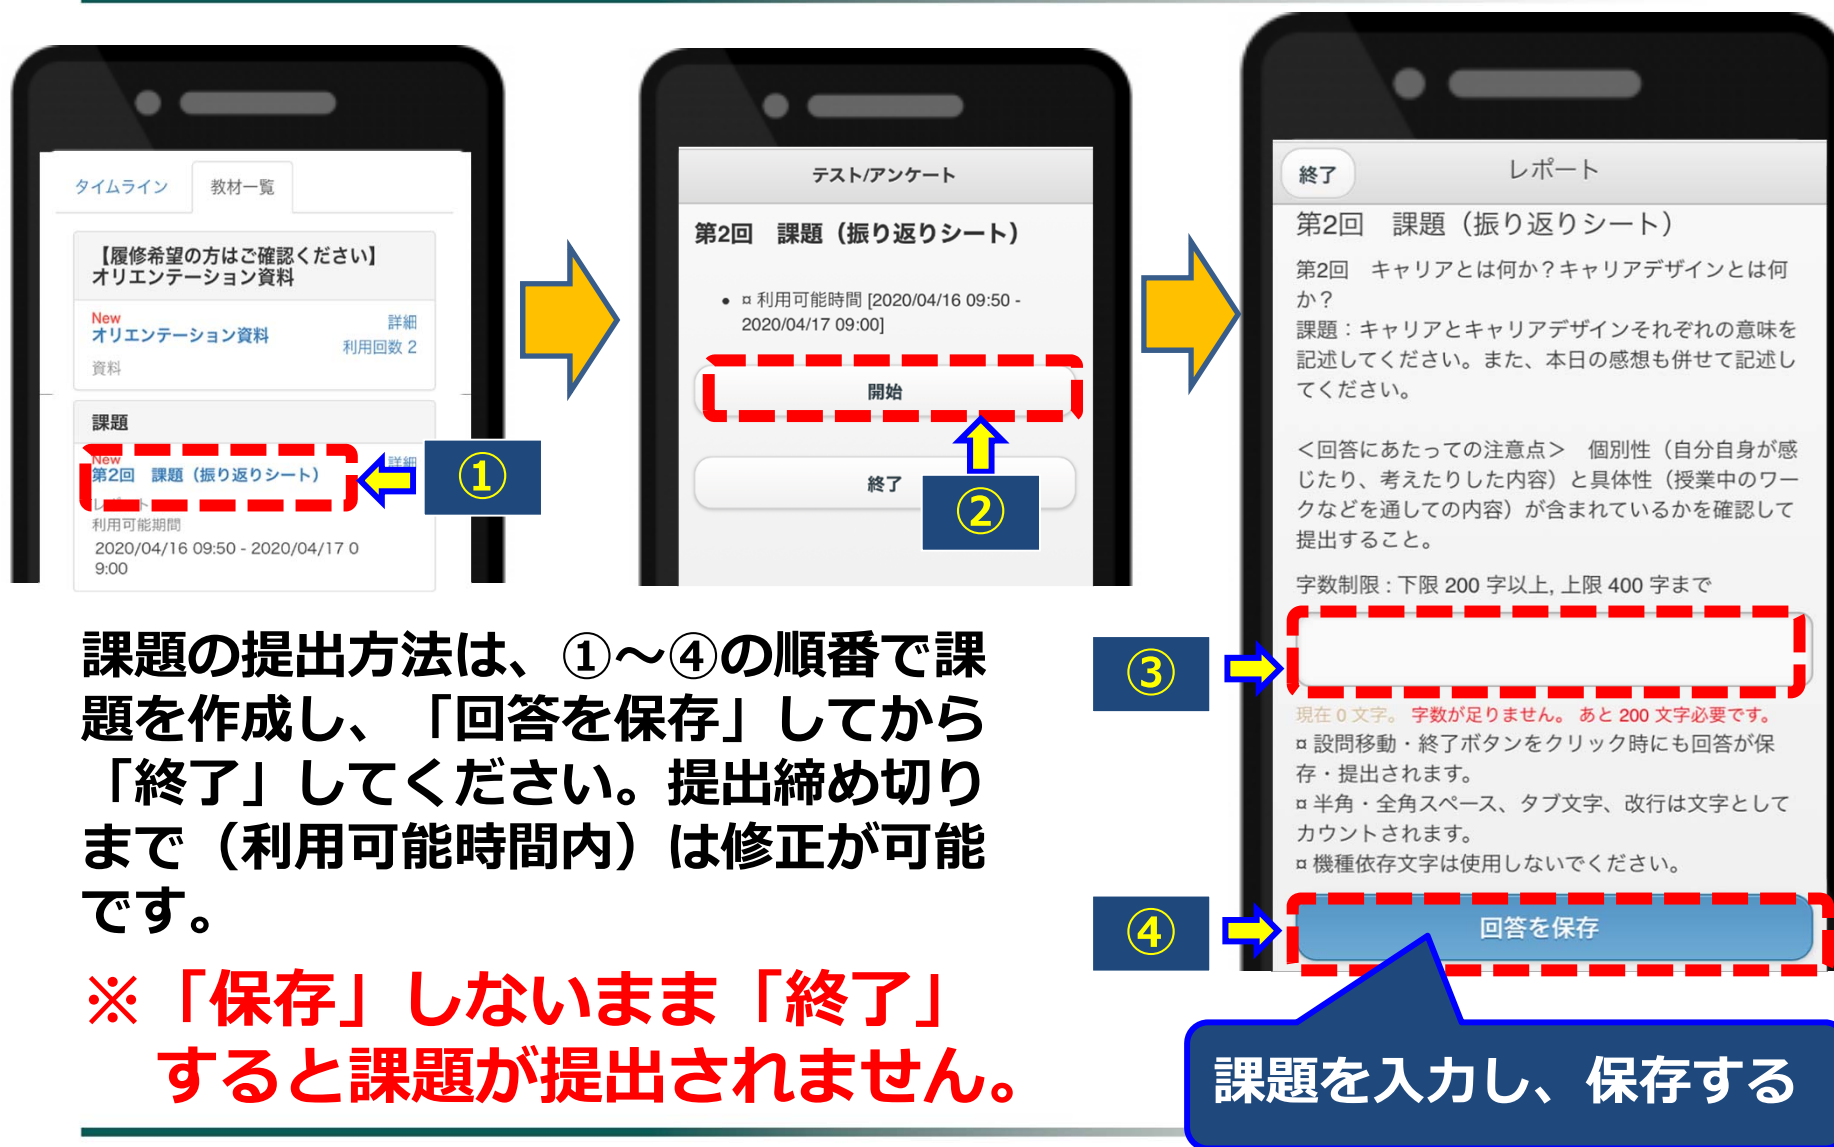 タイムライン
教材一覧
【履修希望の方はご確認ください】
オリエンテーション資料
New
オリエンテーション資料
詳細
利用回数 2
資料
課題
New
詳細
第2回 課題（振り返りシート）
レポート
利用可能期間
2020/04/16 09:50 - 2020/04/17 0
9:00
①
テスト/アンケート
第2回 課題（振り返りシート）
• ¤ 利用可能時間 [2020/04/16 09:50 -
2020/04/17 09:00]
開始
終了
②
終了
レポート
第2回 課題（振り返りシート）
第2回 キャリアとは何か？キャリアデザインとは何
か？
課題：キャリアとキャリアデザインそれぞれの意味を
記述してください。また、本日の感想も併せて記述し
てください。
＜回答にあたっての注意点＞ 個別性（自分自身が感
じたり、考えたりした内容）と具体性（授業中のワー
クなどを通しての内容）が含まれているかを確認して
提出すること。
字数制限 : 下限 200 字以上, 上限 400 字まで
③
現在 0 文字。 字数が足りません。 あと 200 文字必要です。
¤ 設問移動・終了ボタンをクリック時にも回答が保
存・提出されます。
¤ 半角・全角スペース、タブ文字、改行は文字として
カウントされます。
¤ 機種依存文字は使用しないでください。
④
回答を保存
課題を入力し、保存する
課題の提出方法は、①～④の順番で課
題を作成し、「回答を保存」してから
「終了」してください。提出締め切り
まで（利用可能時間内）は修正が可能
です。
※「保存」しないまま「終了」
すると課題が提出されません。